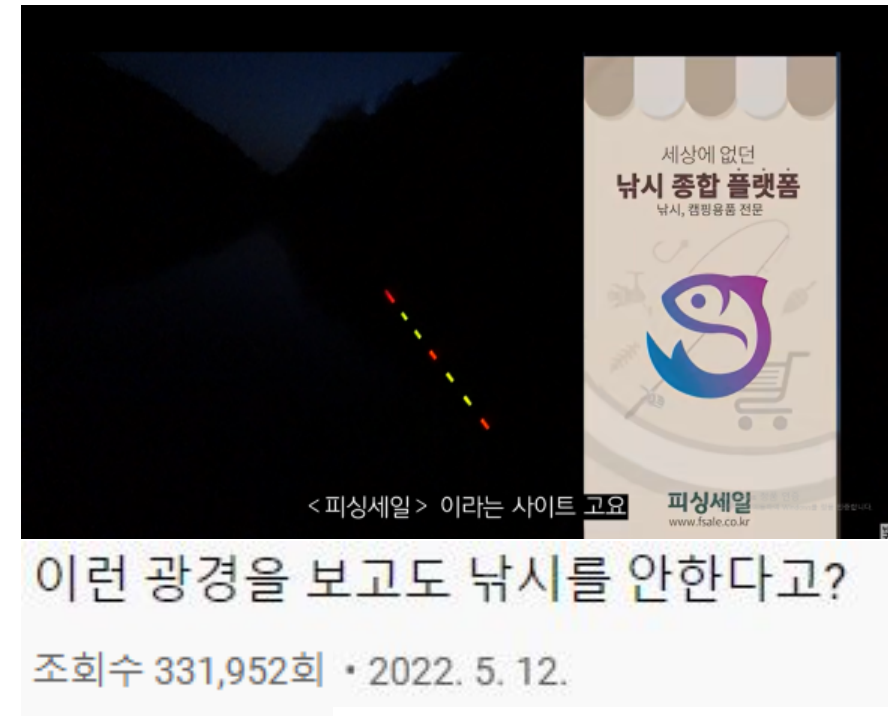 세상에 없던
낚시 종합 플랫폼
낚시, 캠핑용품 전문
<피싱세일> 이라는 사이트 고요
피싱세일
www.fsale.co.kr
이런 광경을 보고도 낚시를 안한다고?
조회수 331,952회 • 2022. 5. 12.